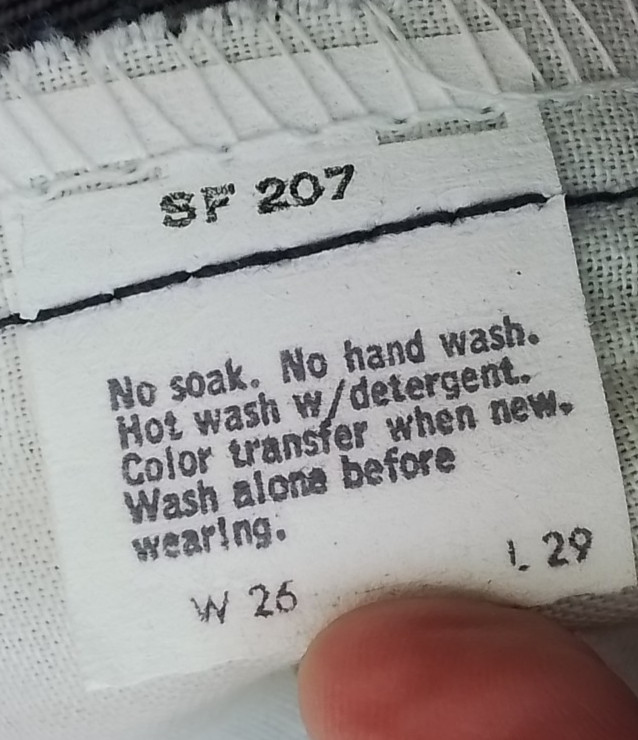 SF 207
No soak. No hand wash.
Hot wash w/detergent.
Color transfer when new.
Wash alone before
wearing.
W 26 L 29